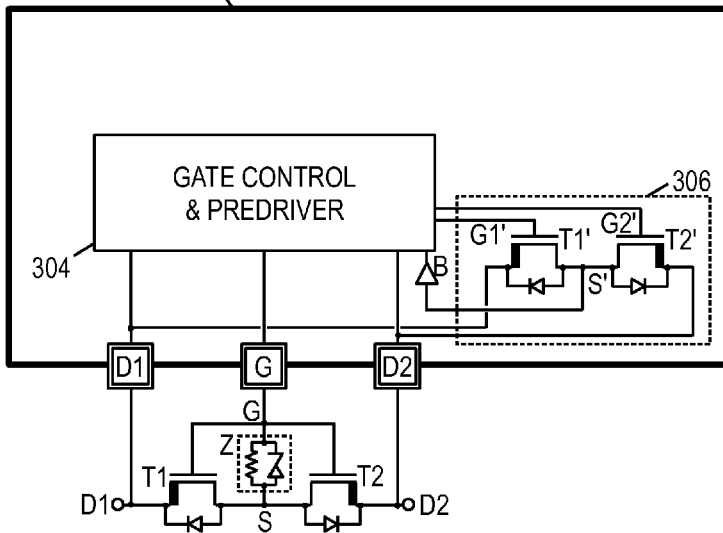 GATE CONTROL
& PREDRIVER
304
306
G1'
T1'
G2'
T2'
B
S'
D1
G
D2
G
Z
T1
T2
D1
S
D2